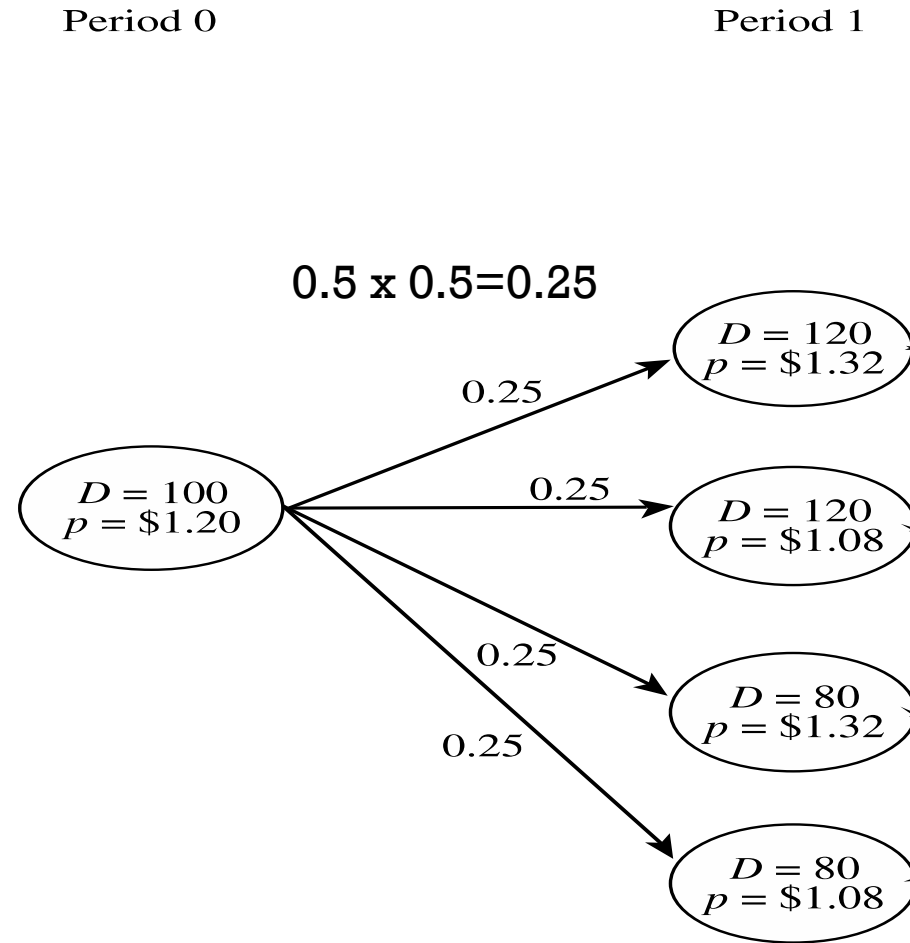 Period 0
Period 1
0.5 x 0.5=0.25
D = 120
p = $1.32
0.25
0.25
D = 100
p = $1.20
D = 120
p = $1.08
0.25
D = 80
p = $1.32
0.25
D = 80
p = $1.08